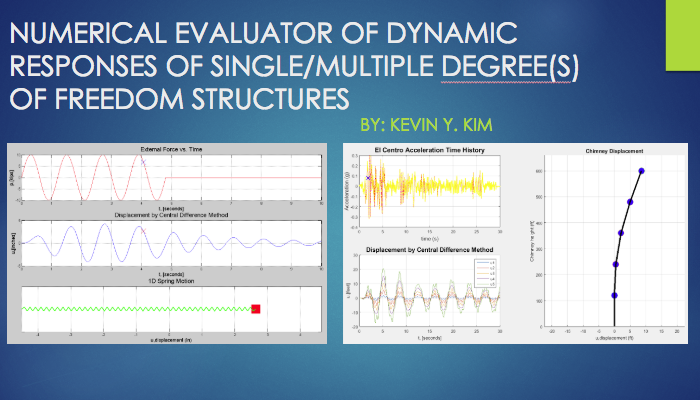 NUMERICAL EVALUATOR OF DYNAMIC
RESPONSES OF SINGLE/MULTIPLE DEGREE(S)
OF FREEDOM STRUCTURES
BY: KEVIN Y. KIM
External Force vs. Time
t, [seconds]
Displacement by Central Difference Method
u,[inches]
t, [seconds]
1D Spring Motion
u,displacement (in)
El Centro Acceleration Time History
Acceleration (g)
time (s)
Displacement by Central Difference Method
t, [seconds]
Chimney Displacement
Chimney height (ft)
u,displacement (ft)